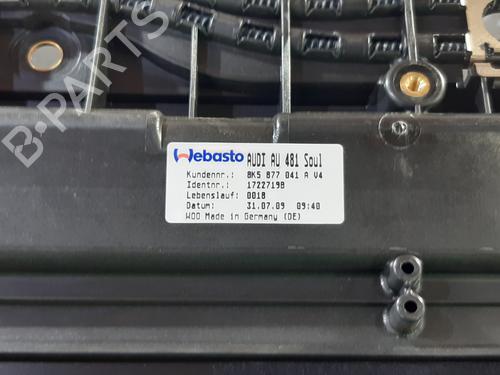 Webasto AUDI AU 481 Soul
Kundennr.: 8K5 877 041 A V4
Identnr.: 1722719B
Lebenslauf: 0018
Datum: 31.07.09 09:40
WOO Made in Germany (DE)
B-PARTS